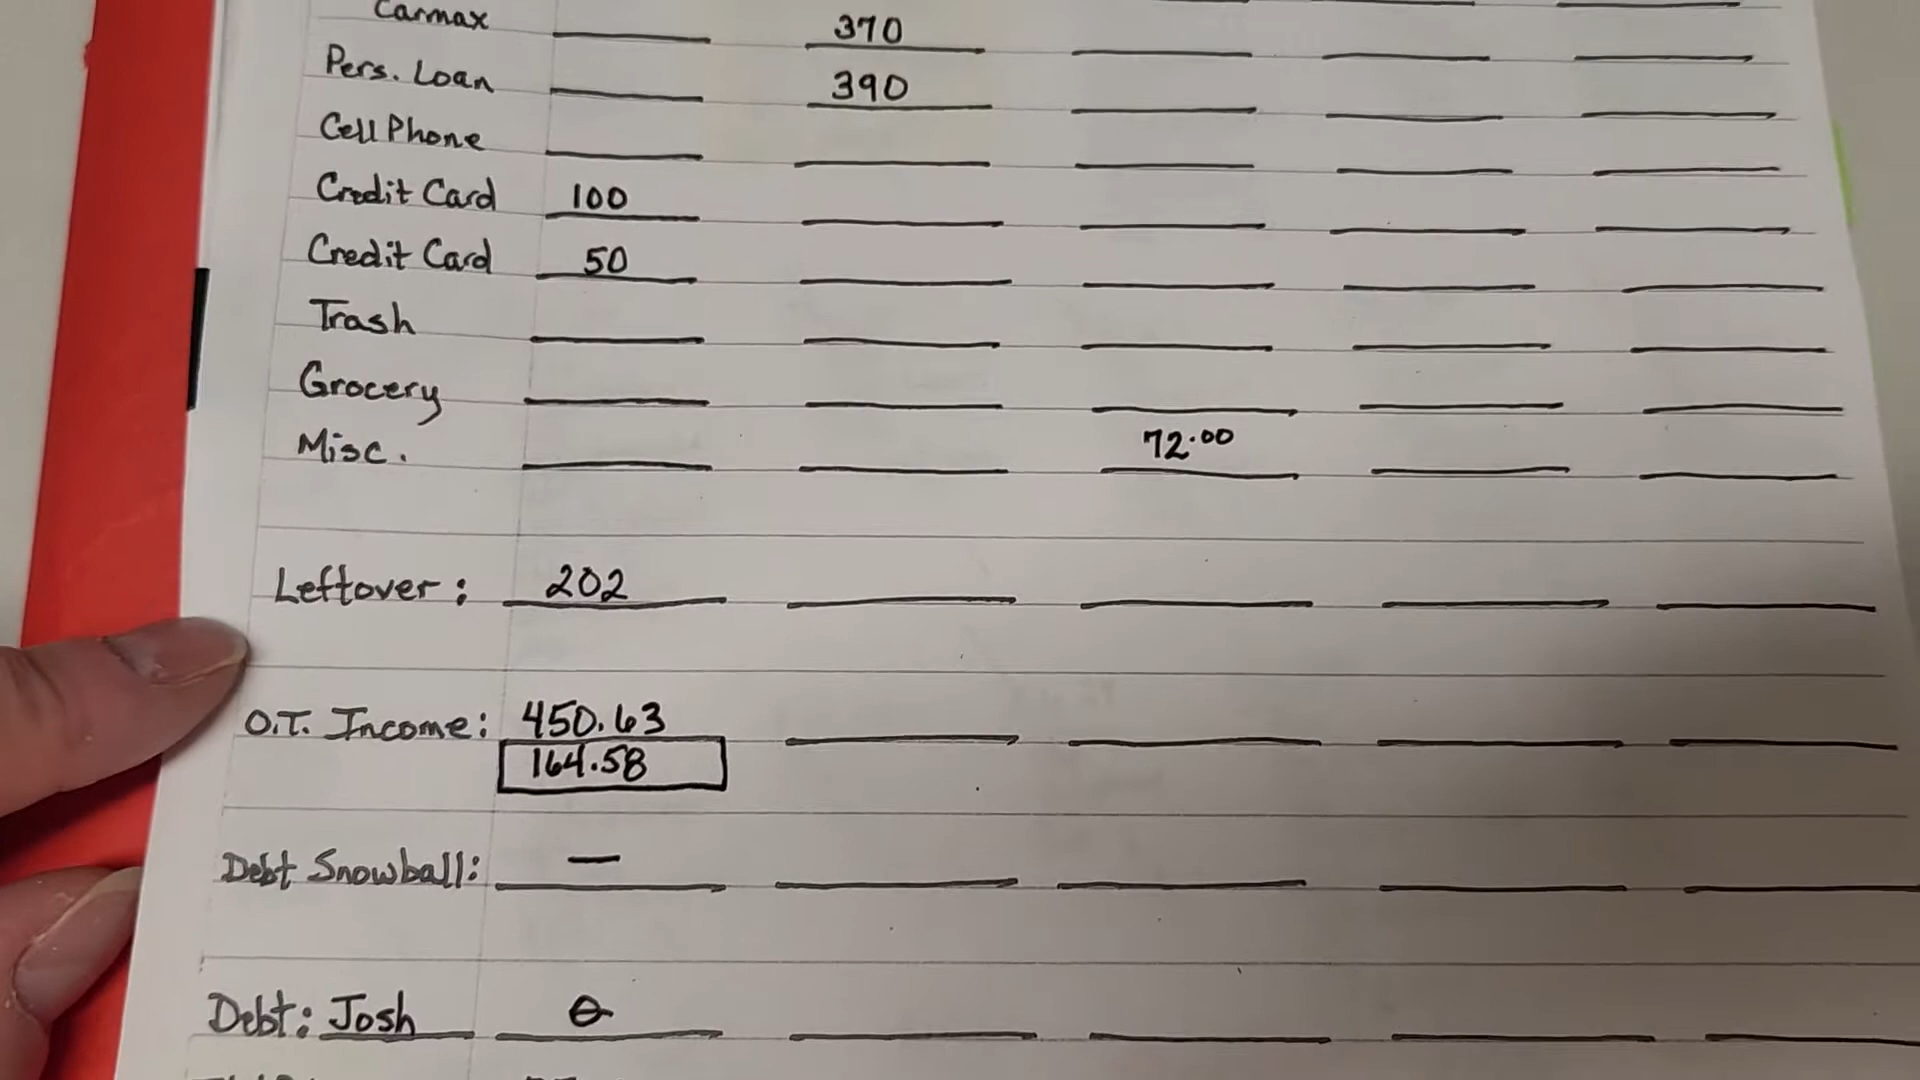 Carmax 370
Pers. Loan 390
Cell Phone
Credit Card 100
Credit Card 50
Trash
Grocery
Misc. 72.00
Leftover: 202
O.T. Income: 450.63
164.58
Debt Snowball: —
Debt: Josh